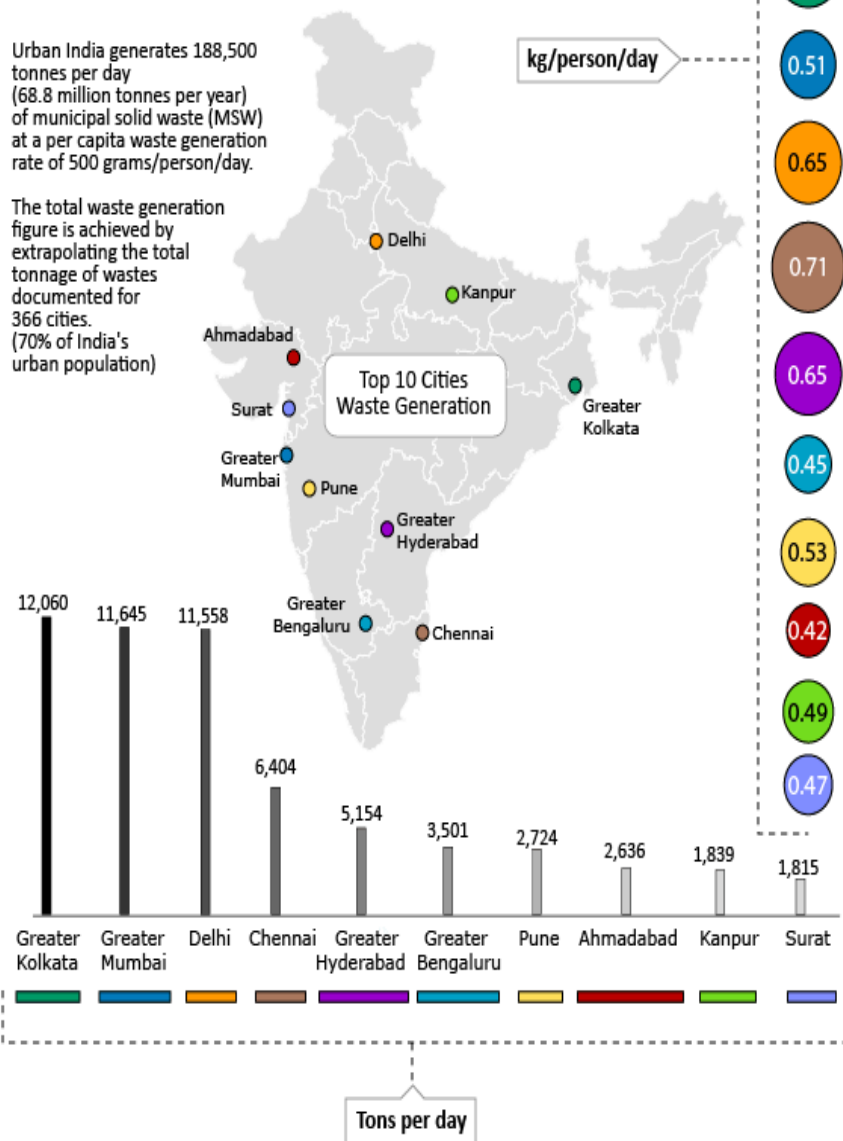 Urban India generates 188,500
tonnes per day
(68.8 million tonnes per year)
of municipal solid waste (MSW)
at a per capita waste generation
rate of 500 grams/person/day.
The total waste generation
figure is achieved by
extrapolating the total
tonnage of wastes
documented for
366 cities.
(70% of India's
urban population)
kg/person/day
0.51
0.65
0.71
0.65
0.45
0.53
0.42
0.49
0.47
Delhi
Kanpur
Ahmadabad
Top 10 Cities
Waste Generation
Surat
Greater
Kolkata
Greater
Mumbai
Pune
Greater
Hyderabad
Greater
Bengaluru
Chennai
12,060
11,645
11,558
6,404
5,154
3,501
2,724
2,636
1,839
1,815
Greater
Kolkata
Greater
Mumbai
Delhi
Chennai
Greater
Hyderabad
Greater
Bengaluru
Pune
Ahmadabad
Kanpur
Surat
Tons per day